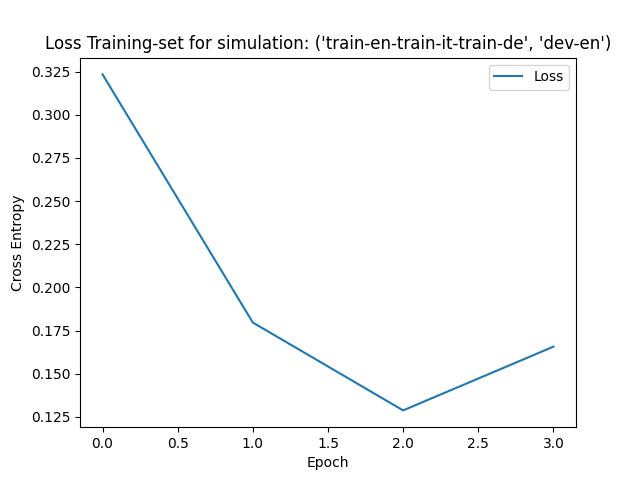 Loss Training-set for simulation: ('train-en-train-it-train-de', 'dev-en')
Loss
0.325
0.300
0.275
0.250
0.225
0.200
0.175
0.150
0.125
Cross Entropy
0.0 0.5 1.0 1.5 2.0 2.5 3.0
Epoch